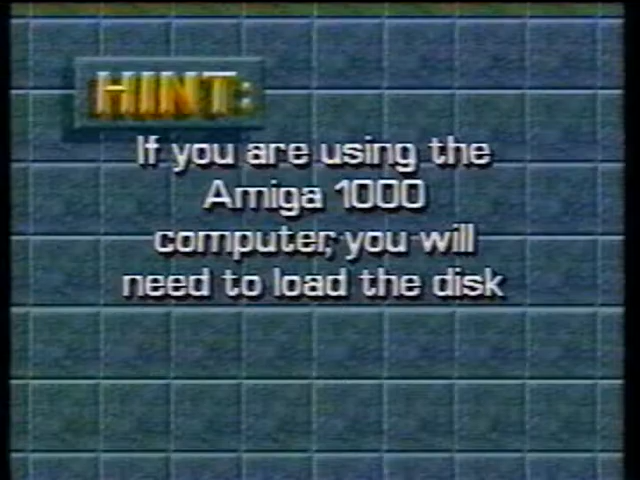 HINT:
If you are using the
Amiga 1000
computer, you will
need to load the disk